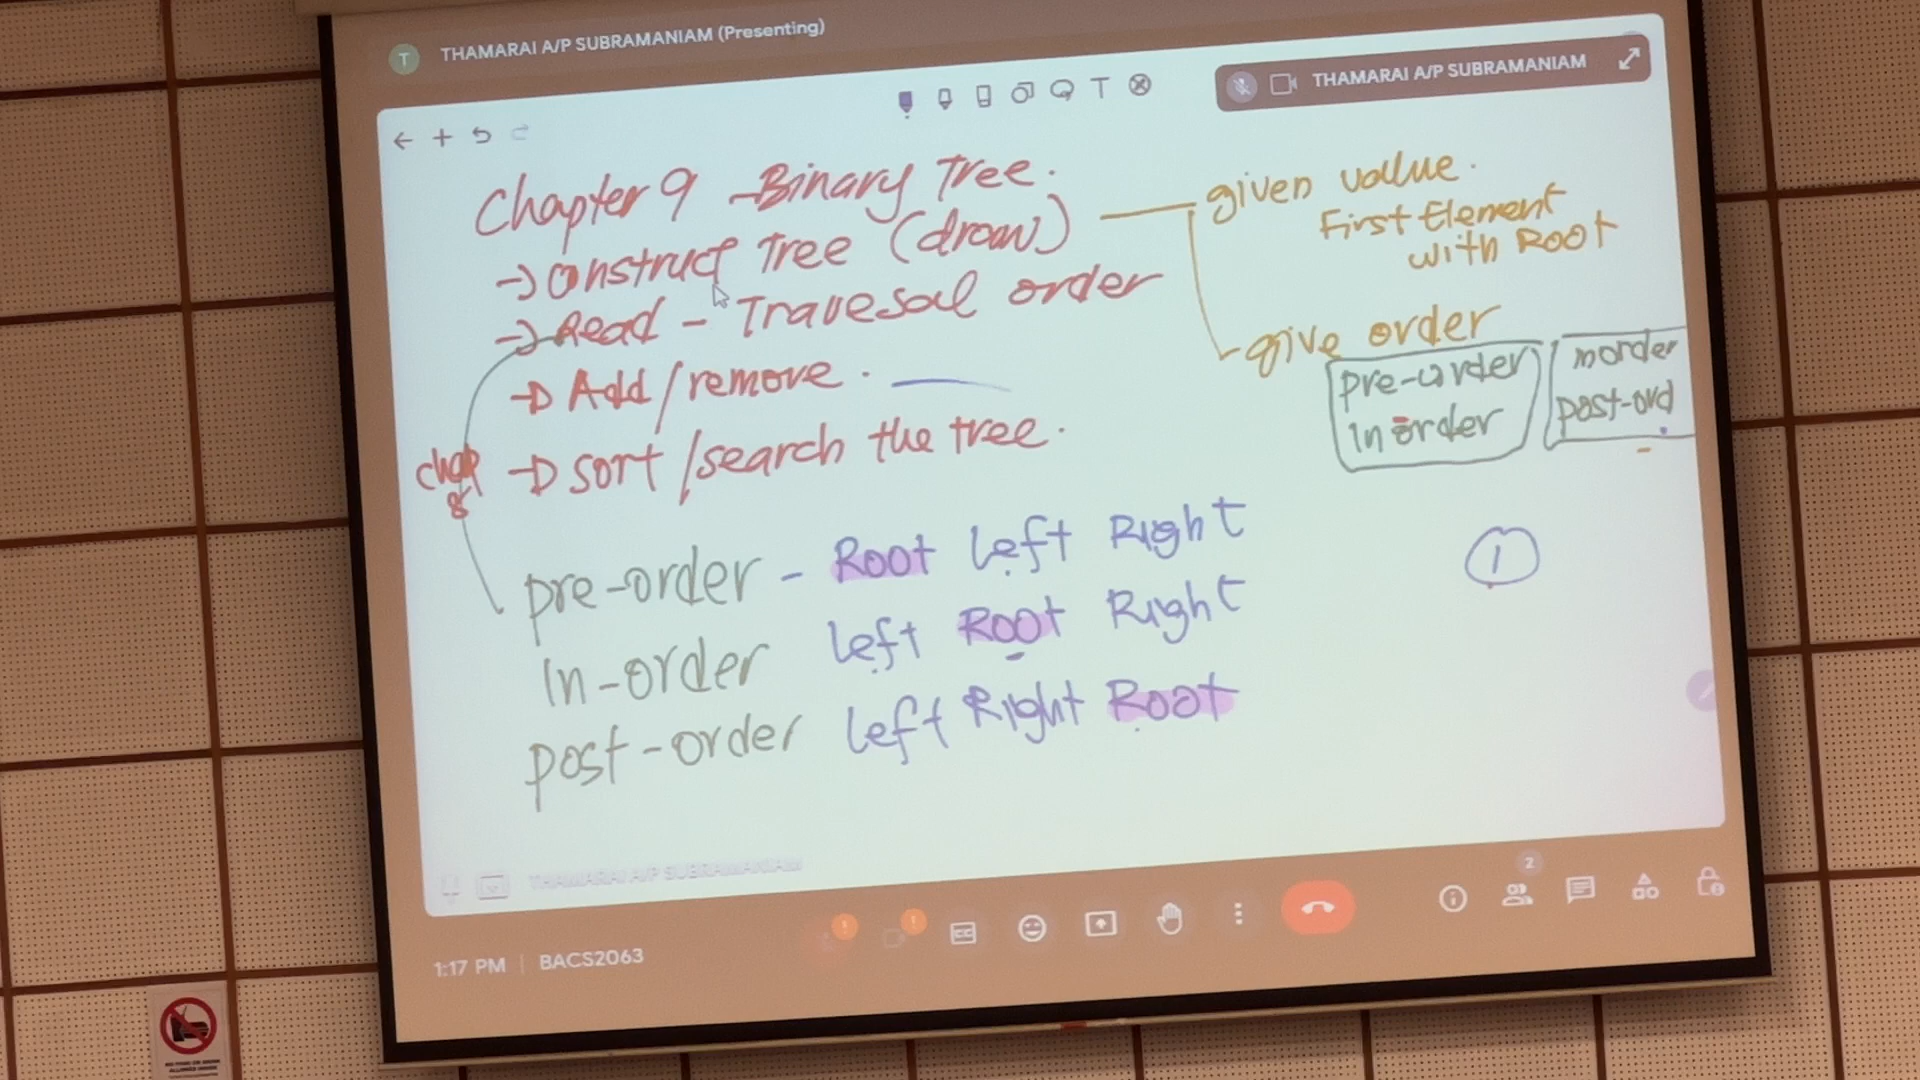 T THAMARAI A/P SUBRAMANIAM (Presenting)
THAMARAI A/P SUBRAMANIAM
Chapter 9 - Binary Tree.
→ Construct Tree (draw)
→ Read - Travesal order
→ Add / remove.
→ sort / search the tree.
chap
8
given value.
First Element
with Root
give order
pre-order
in order
inorder
post-ord
1
pre-order - Root Left Right
In-order Left Root Right
post-order Left Right Root
THAMARAI A/P SUBRAMANIAM
1:17 PM | BACS2063
2